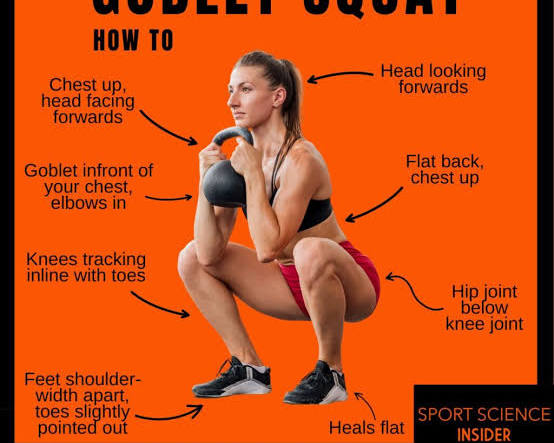 GOBLET SQUAT
HOW TO
Head looking
forwards
Chest up,
head facing
forwards
Flat back,
chest up
Goblet infront of
your chest,
elbows in
Knees tracking
inline with toes
Hip joint
below
knee joint
Feet shoulder-
width apart,
toes slightly
pointed out
Heals flat
SPORT SCIENCE
INSIDER